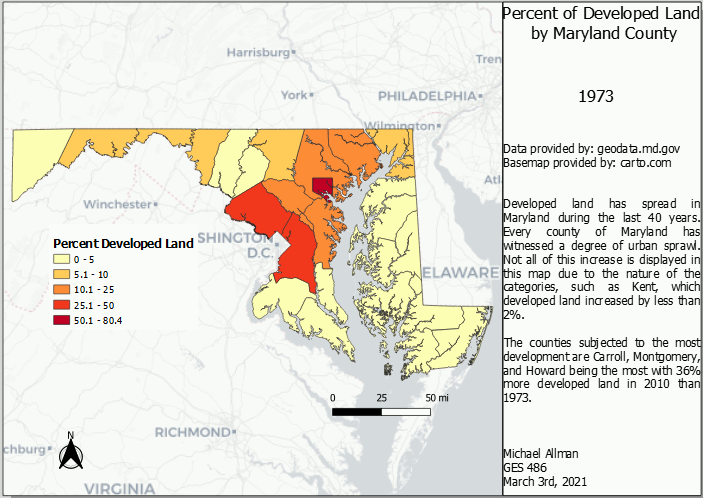 Percent of Developed Land
by Maryland County
1973
Data provided by: geodata.md.gov
Basemap provided by: carto.com
Developed land has spread in
Maryland during the last 40 years.
Every county of Maryland has
witnessed a degree of urban sprawl.
Not all of this increase is displayed in
this map due to the nature of the
categories, such as Kent, which
developed land increased by less than
2%.
The counties subjected to the most
development are Carroll, Montgomery,
and Howard being the most with 36%
more developed land in 2010 than
1973.
Michael Allman
GES 486
March 3rd, 2021
Harrisburg
York
PHILADELPHIA
Tren
Wilmington
Atl
Winchester
SHINGTON
D.C.
ELAWARE
RICHMOND
chburg
VIRGINIA
Percent Developed Land
0 - 5
5.1 - 10
10.1 - 25
25.1 - 50
50.1 - 80.4
0 25 50 mi
N